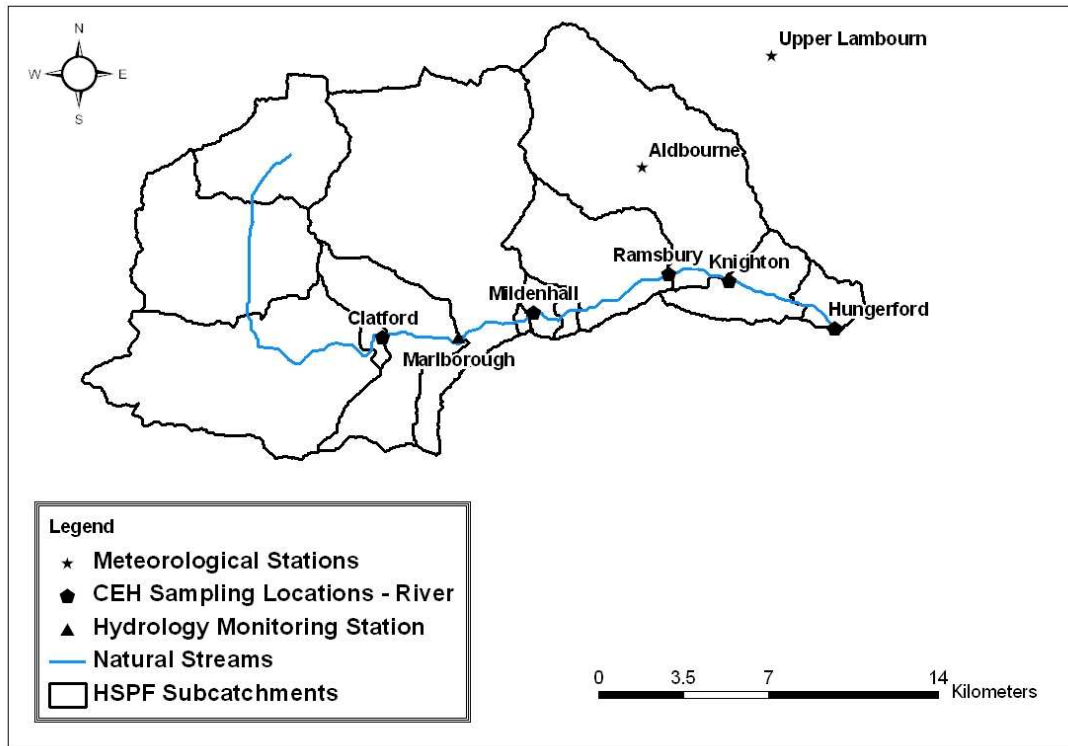 Upper Lambourn
N
W
E
S
Aldbourne
Ramsbury
Knighton
Mildenhall
Hungerford
Clatford
Marlborough
Legend
Meteorological Stations
CEH Sampling Locations - River
Hydrology Monitoring Station
Natural Streams
HSPF Subcatchments
0 3.5 7 14
Kilometers